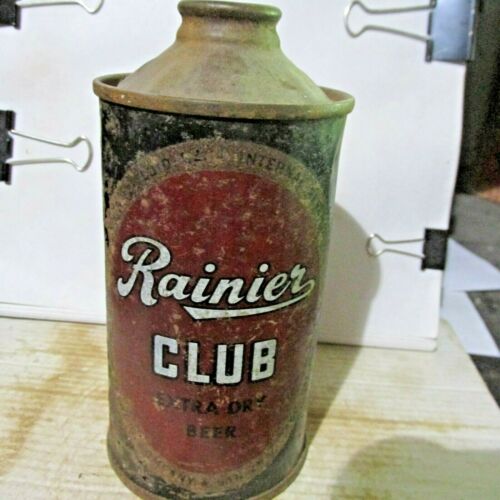 Rainier
CLUB
EXTRA DRY
BEER